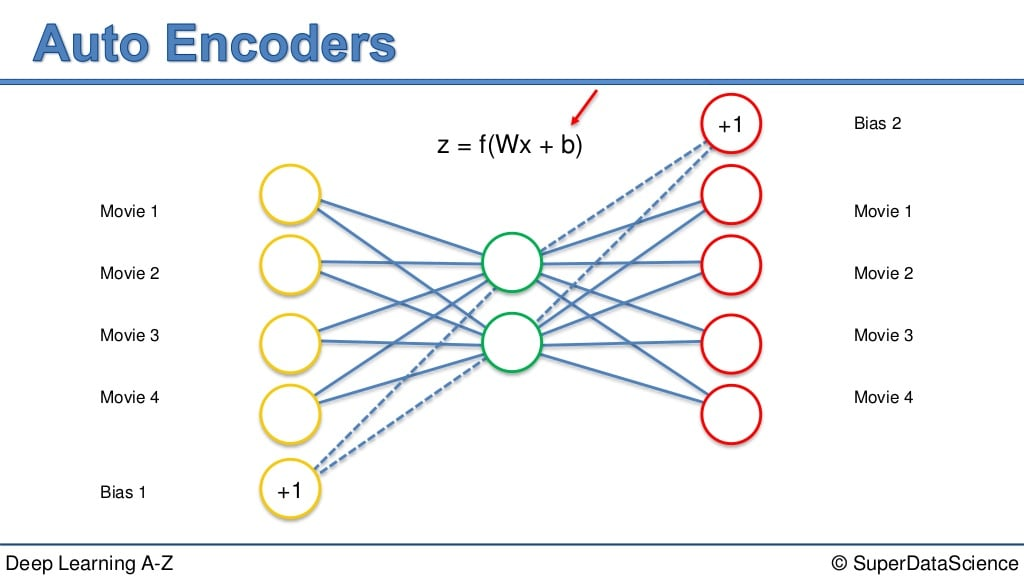 Auto Encoders
z = f(Wx + b)
+1
Bias 2
Movie 1
Movie 1
Movie 2
Movie 2
Movie 3
Movie 3
Movie 4
Movie 4
Bias 1
+1
Deep Learning A-Z
© SuperDataScience